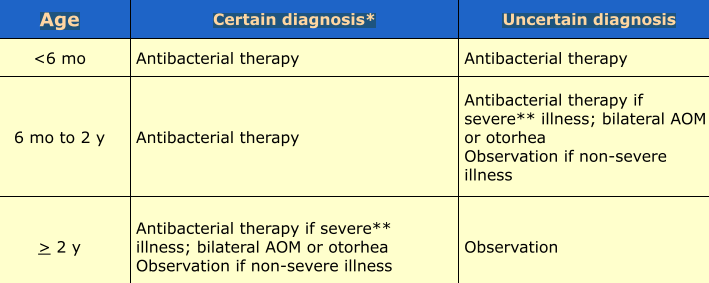 Age Certain diagnosis* Uncertain diagnosis
<6 mo Antibacterial therapy Antibacterial therapy
6 mo to 2 y Antibacterial therapy Antibacterial therapy if
severe** illness; bilateral AOM
or otorhea
Observation if non-severe
illness
> 2 y Antibacterial therapy if severe**
illness; bilateral AOM or otorhea
Observation if non-severe illness
Observation